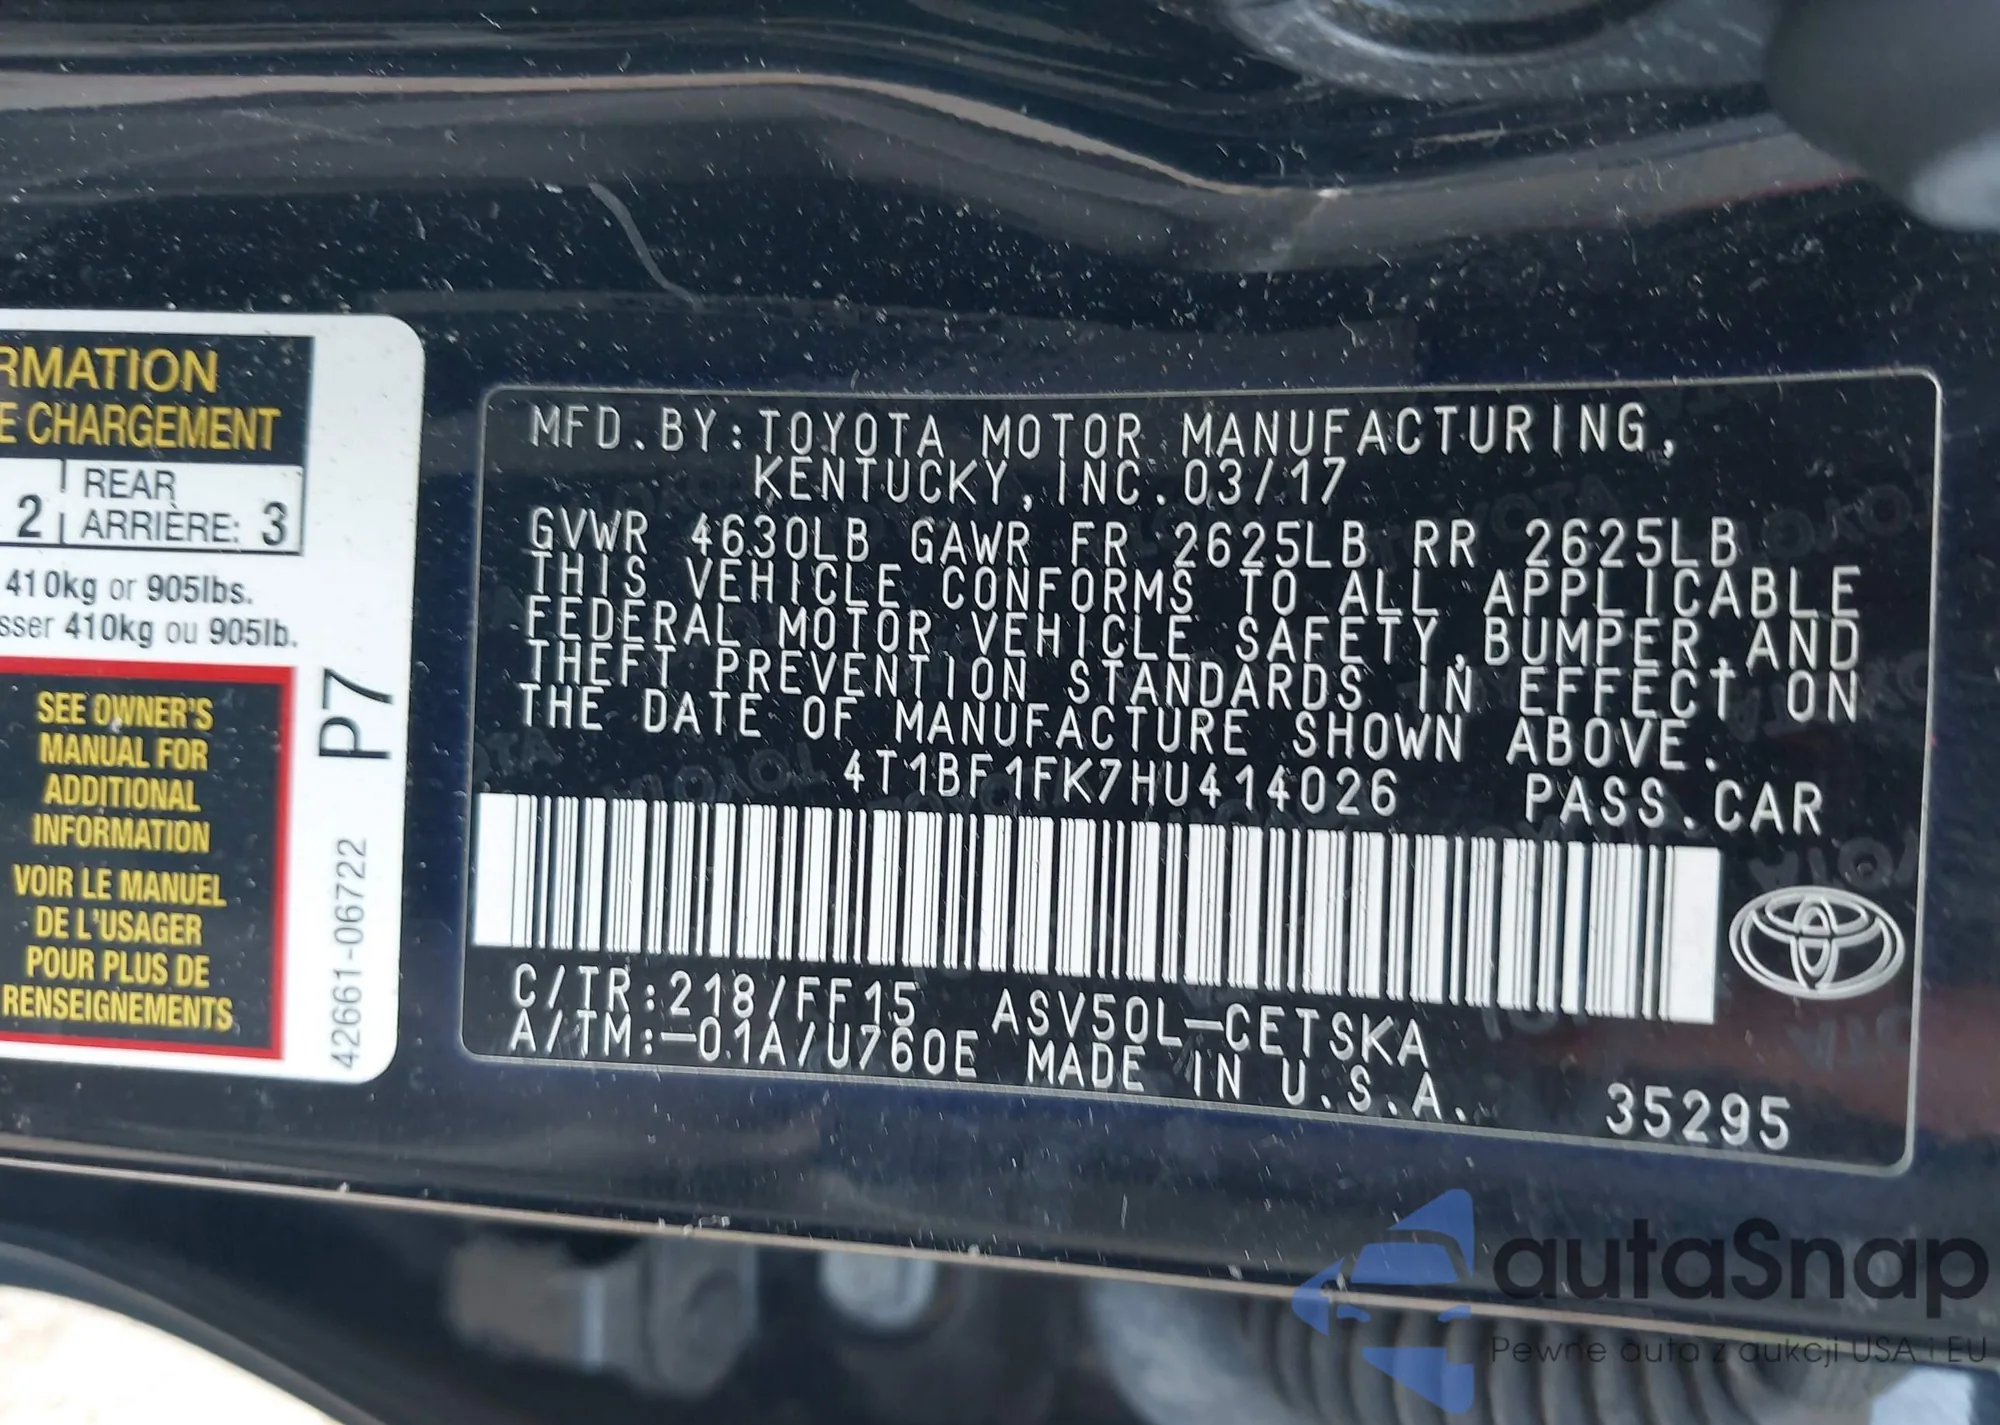 RMATION
E CHARGEMENT
2 REAR
ARRIÈRE: 3
410kg or 905lbs.
sser 410kg ou 905lb.
SEE OWNER'S
MANUAL FOR
ADDITIONAL
INFORMATION
VOIR LE MANUEL
DE L'USAGER
POUR PLUS DE
RENSEIGNEMENTS
P7
42661-06722
MFD.BY:TOYOTA MOTOR MANUFACTURING,
KENTUCKY,INC.03/17
GVWR 4630LB GAWR FR 2625LB RR 2625LB
THIS VEHICLE CONFORMS TO ALL APPLICABLE
FEDERAL MOTOR VEHICLE SAFETY,BUMPER,AND
THEFT PREVENTION STANDARDS IN EFFECT ON
THE DATE OF MANUFACTURE SHOWN ABOVE.
4T1BF1FK7HU414026 PASS.CAR
C/TR:218/FF15 ASV50L-CETSKA
A/TM:-01A/U760E MADE IN U.S.A.
35295
autaSnap
Pewne auta z aukcji USA i EU